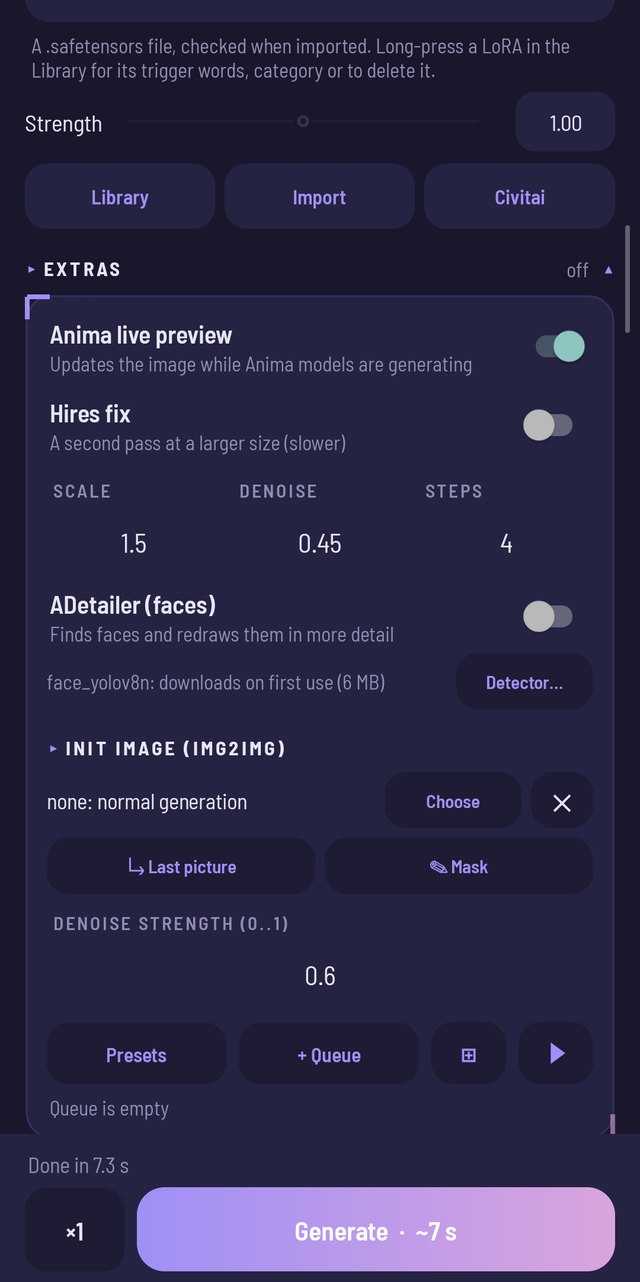 A .safetensors file, checked when imported. Long-press a LoRA in the
Library for its trigger words, category or to delete it.
Strength
1.00
Library
Import
Civitai
▸ EXTRAS
off ▴
Anima live preview
Updates the image while Anima models are generating
Hires fix
A second pass at a larger size (slower)
SCALE
DENOISE
STEPS
1.5
0.45
4
ADetailer (faces)
Finds faces and redraws them in more detail
face_yolov8n: downloads on first use (6 MB)
Detector...
▸ INIT IMAGE (IMG2IMG)
none: normal generation
Choose
Last picture
✎ Mask
DENOISE STRENGTH (0..1)
0.6
Presets
+ Queue
Queue is empty
Done in 7.3 s
×1
Generate · ~7 s